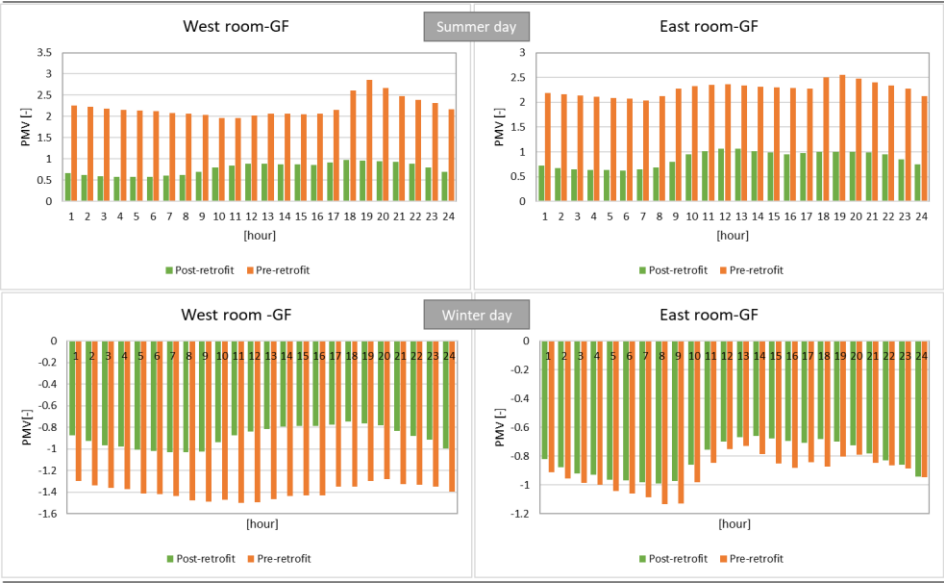 Summer day
West room-GF
3.5
3
2.5
2
1.5
1
0.5
0
PMV [-]
1 2 3 4 5 6 7 8 9 10 11 12 13 14 15 16 17 18 19 20 21 22 23 24
[hour]
Post-retrofit Pre-retrofit
East room-GF
3
2.5
2
1.5
1
0.5
0
PMV [-]
1 2 3 4 5 6 7 8 9 10 11 12 13 14 15 16 17 18 19 20 21 22 23 24
[hour]
Post-retrofit Pre-retrofit
Winter day
West room -GF
0
-0.2
-0.4
-0.6
-0.8
-1
-1.2
-1.4
-1.6
PMV[-]
1 2 3 4 5 6 7 8 9 10 11 12 13 14 15 16 17 18 19 20 21 22 23 24
[hour]
Post-retrofit Pre-retrofit
East room-GF
0
-0.2
-0.4
-0.6
-0.8
-1
-1.2
PMV [-]
1 2 3 4 5 6 7 8 9 10 11 12 13 14 15 16 17 18 19 20 21 22 23 24
[hour]
Post-retrofit Pre-retrofit